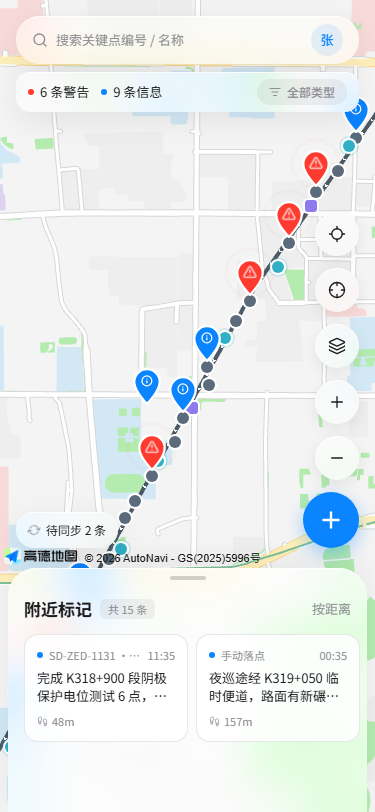 搜索关键点编号 / 名称
张
6 条警告
9 条信息
全部类型
待同步 2 条
高德地图 © 2026 AutoNavi - GS(2025)5996号
附近标记
共 15 条
按距离
SD-ZED-1131 · ··· 11:35
完成 K318+900 段阴极
保护电位测试 6 点，···
48m
手动落点 00:35
夜巡途经 K319+050 临
时便道，路面有新碾···
157m